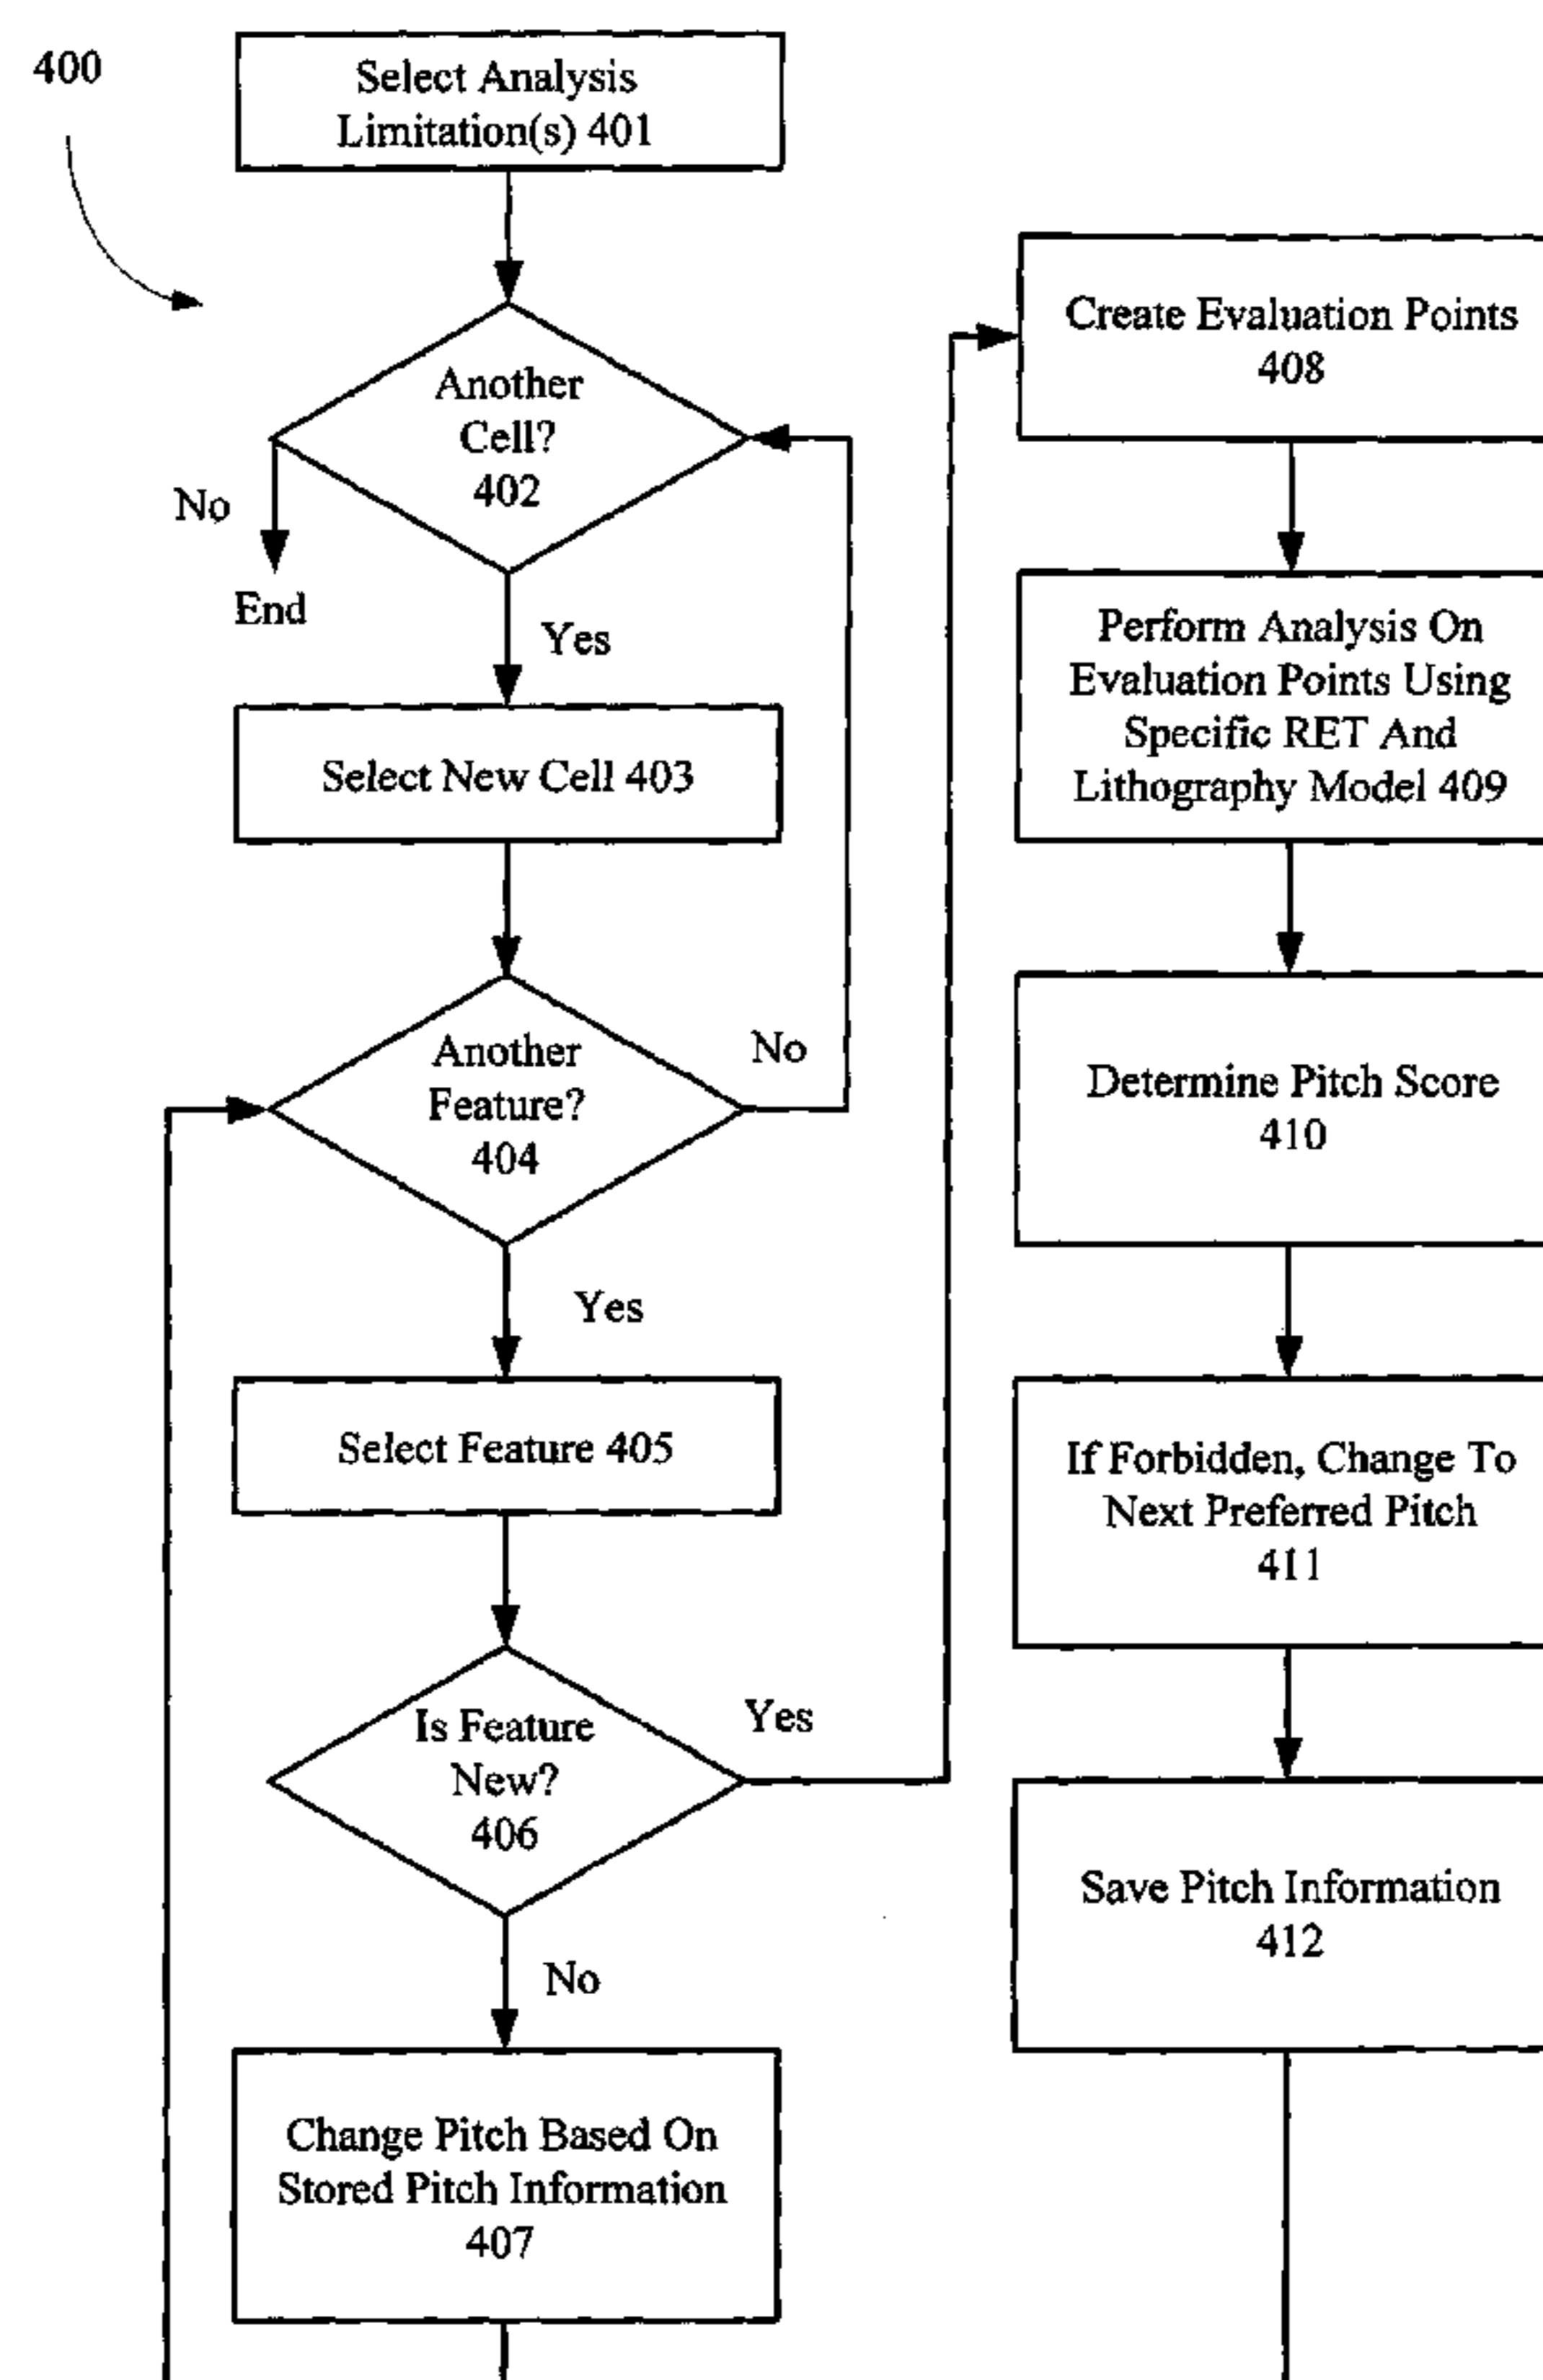 400
Select Analysis
Limitation(s) 401
Another
Cell?
402
No
End
Yes
Select New Cell 403
Another
Feature?
404
No
Yes
Select Feature 405
Is Feature
New?
406
Yes
No
Change Pitch Based On
Stored Pitch Information
407
Create Evaluation Points
408
Perform Analysis On
Evaluation Points Using
Specific RET And
Lithography Model 409
Determine Pitch Score
410
If Forbidden, Change To
Next Preferred Pitch
411
Save Pitch Information
412